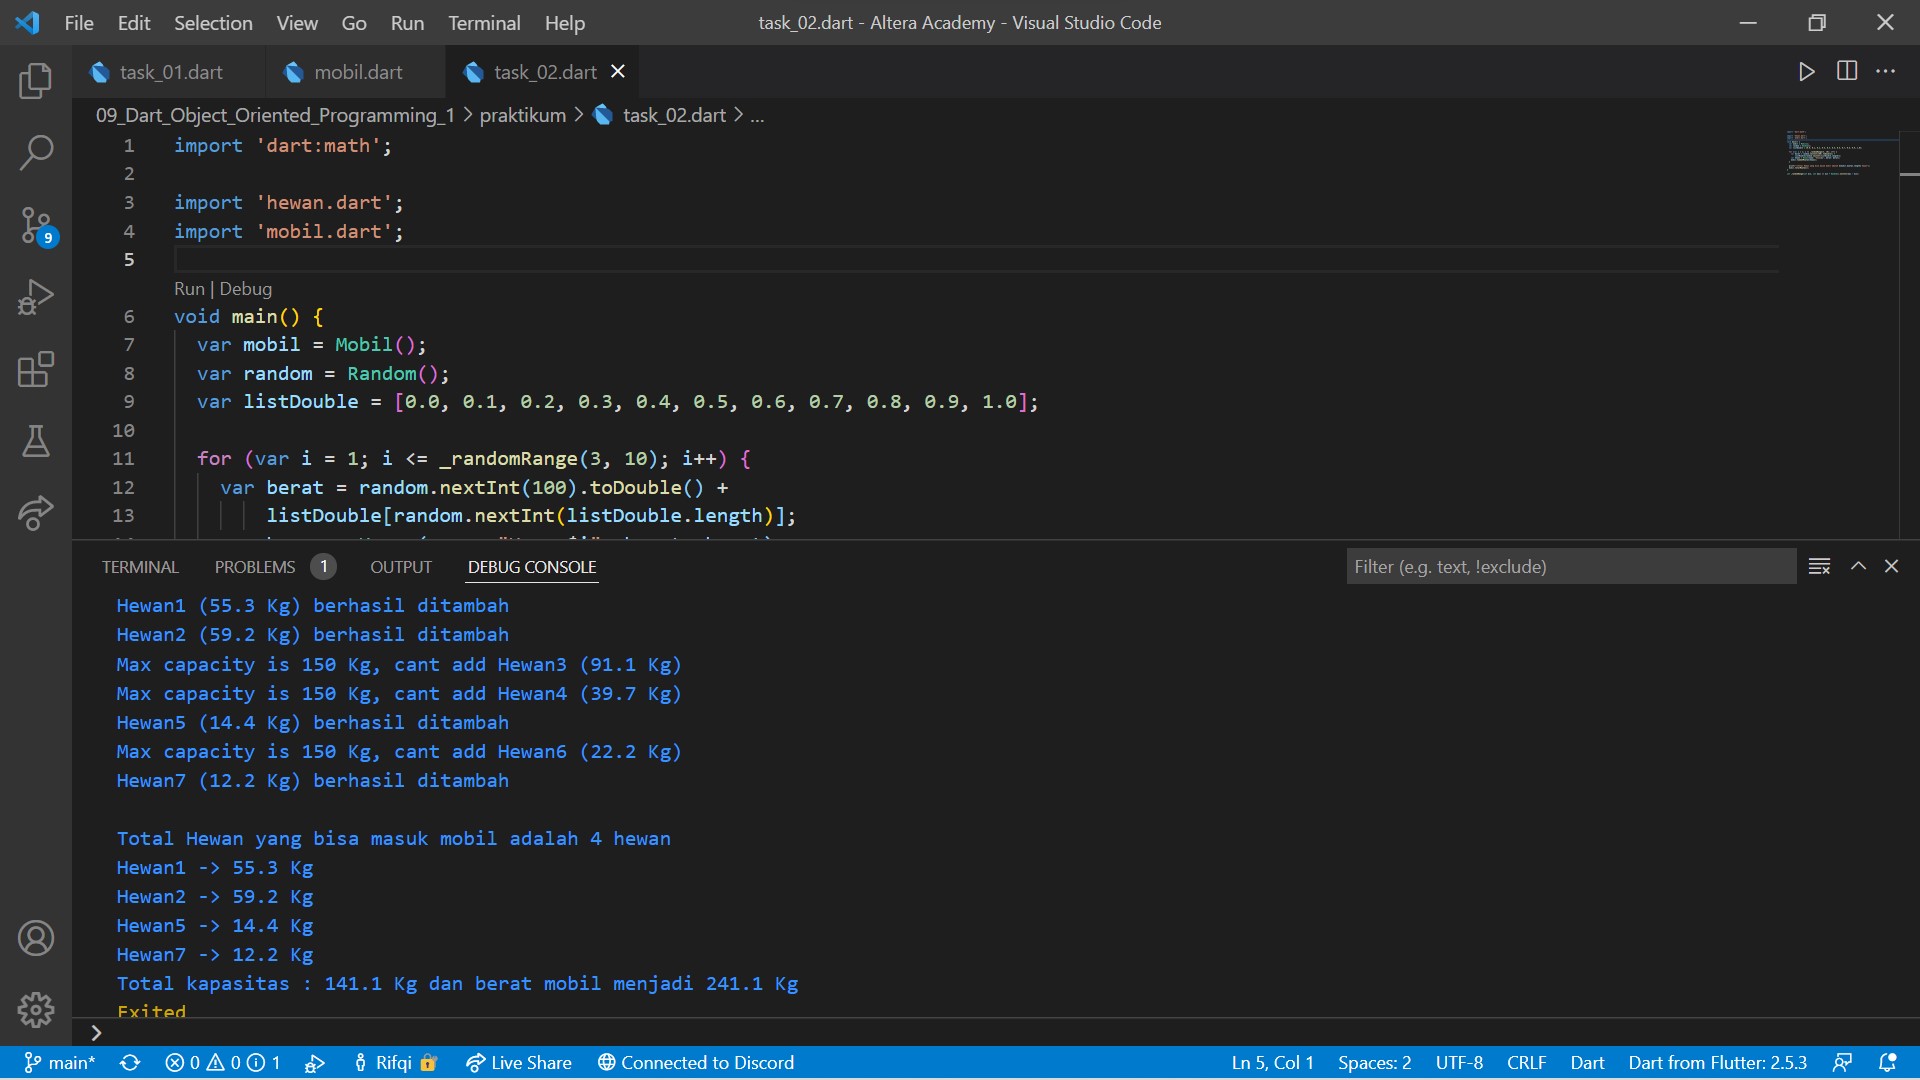 File Edit Selection View Go Run Terminal Help task_02.dart - Altera Academy - Visual Studio Code
task_01.dart mobil.dart task_02.dart
09_Dart_Object_Oriented_Programming_1 > praktikum > task_02.dart > ...
1 import 'dart:math';
2
3 import 'hewan.dart';
4 import 'mobil.dart';
5
Run | Debug
6 void main() {
7 var mobil = Mobil();
8 var random = Random();
9 var listDouble = [0.0, 0.1, 0.2, 0.3, 0.4, 0.5, 0.6, 0.7, 0.8, 0.9, 1.0];
10
11 for (var i = 1; i <= _randomRange(3, 10); i++) {
12 var berat = random.nextInt(100).toDouble() +
13 listDouble[random.nextInt(listDouble.length)];
9
TERMINAL PROBLEMS 1 OUTPUT DEBUG CONSOLE Filter (e.g. text, !exclude)
Hewan1 (55.3 Kg) berhasil ditambah
Hewan2 (59.2 Kg) berhasil ditambah
Max capacity is 150 Kg, cant add Hewan3 (91.1 Kg)
Max capacity is 150 Kg, cant add Hewan4 (39.7 Kg)
Hewan5 (14.4 Kg) berhasil ditambah
Max capacity is 150 Kg, cant add Hewan6 (22.2 Kg)
Hewan7 (12.2 Kg) berhasil ditambah
Total Hewan yang bisa masuk mobil adalah 4 hewan
Hewan1 -> 55.3 Kg
Hewan2 -> 59.2 Kg
Hewan5 -> 14.4 Kg
Hewan7 -> 12.2 Kg
Total kapasitas : 141.1 Kg dan berat mobil menjadi 241.1 Kg
Exited
>
main* 0 0 1 Rifqi Live Share Connected to Discord Ln 5, Col 1 Spaces: 2 UTF-8 CRLF Dart Dart from Flutter: 2.5.3